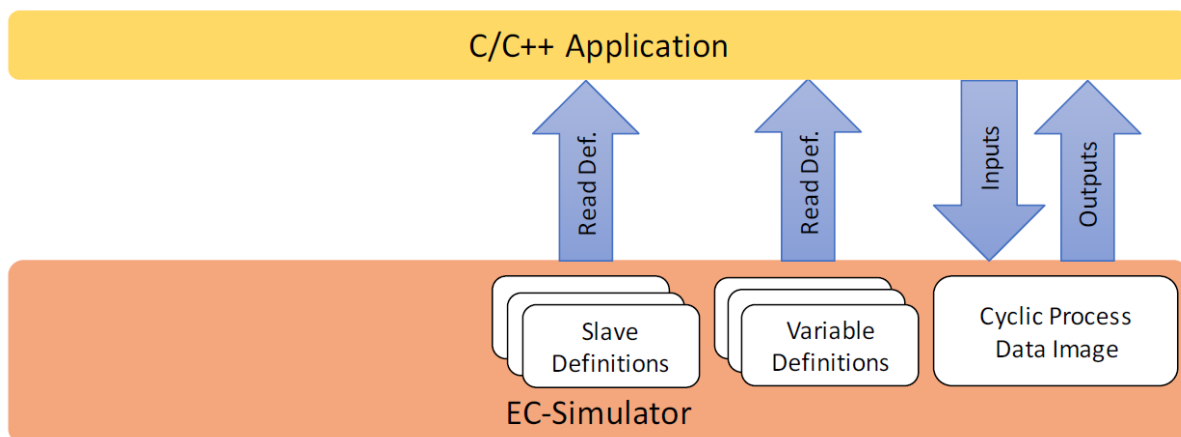 C/C++ Application
Read Def.
Read Def.
Inputs
Outputs
Slave
Definitions
Variable
Definitions
Cyclic Process
Data Image
EC-Simulator